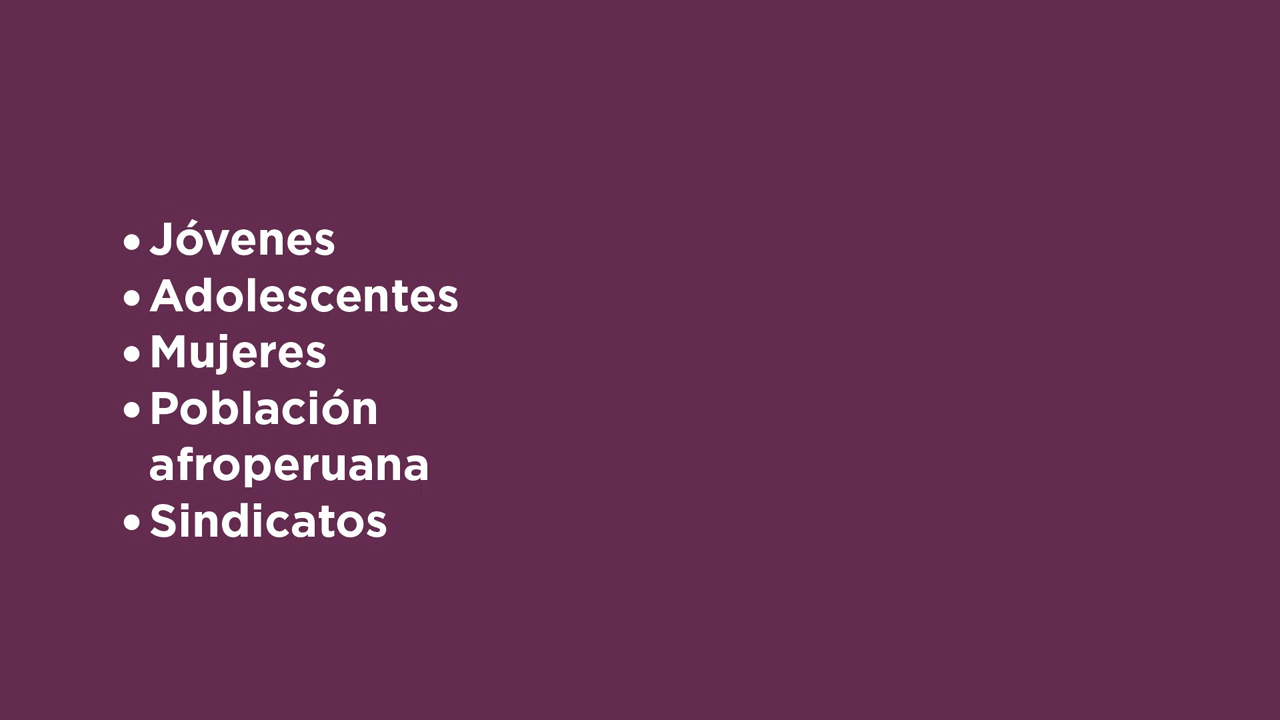 • Jóvenes
• Adolescentes
• Mujeres
• Población
afroperuana
• Sindicatos